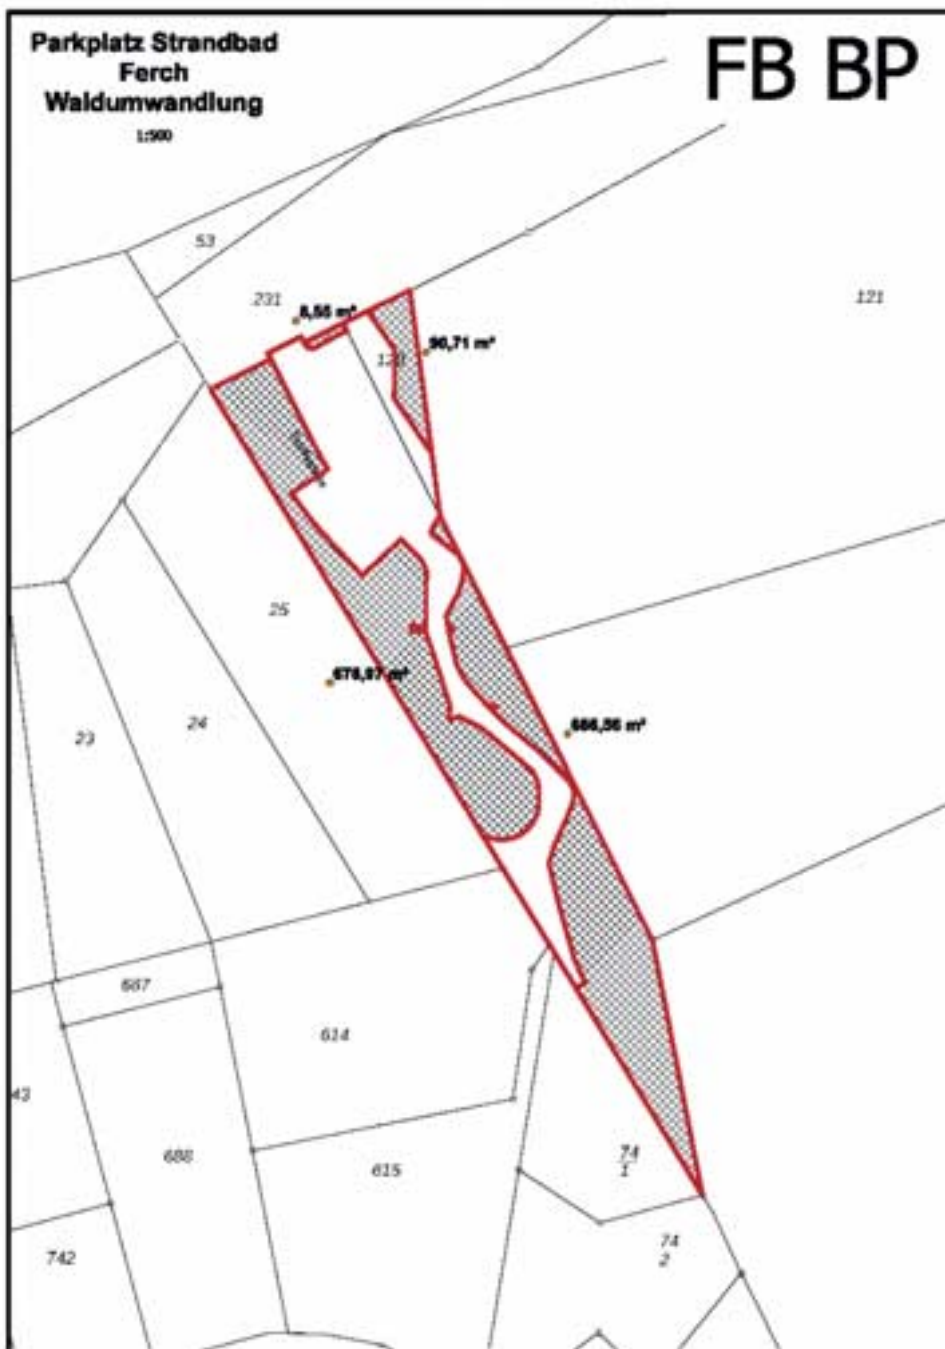 Parkplatz Strandbad
Ferch
Waldumwandlung
1:500
FB BP
53
231
8,55 m²
121
90,71 m²
25
678,97 m²
686,56 m²
24
23
687
614
43
688
615
74
1
74
2
742